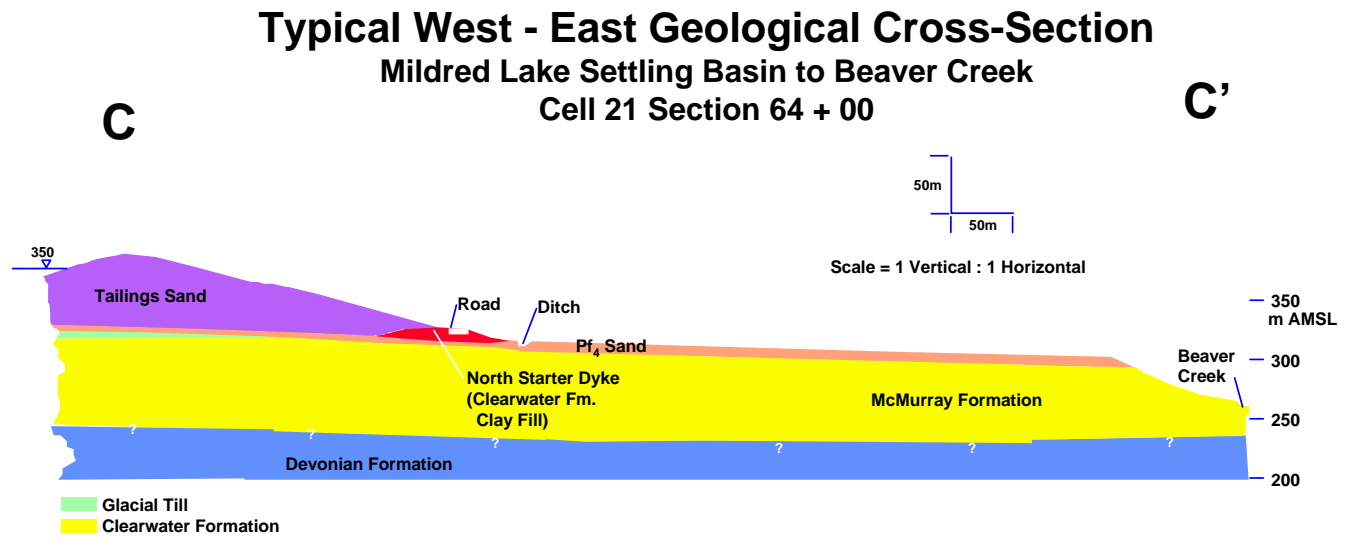 Typical West - East Geological Cross-Section
Mildred Lake Settling Basin to Beaver Creek
Cell 21 Section 64 + 00
C
C’
50m
50m
Scale = 1 Vertical : 1 Horizontal
350
Tailings Sand
Road
Ditch
Pf4 Sand
350
m AMSL
300
Beaver
Creek
North Starter Dyke
(Clearwater Fm.
Clay Fill)
McMurray Formation
250
? ? ? ? ? ?
Devonian Formation
200
Glacial Till
Clearwater Formation